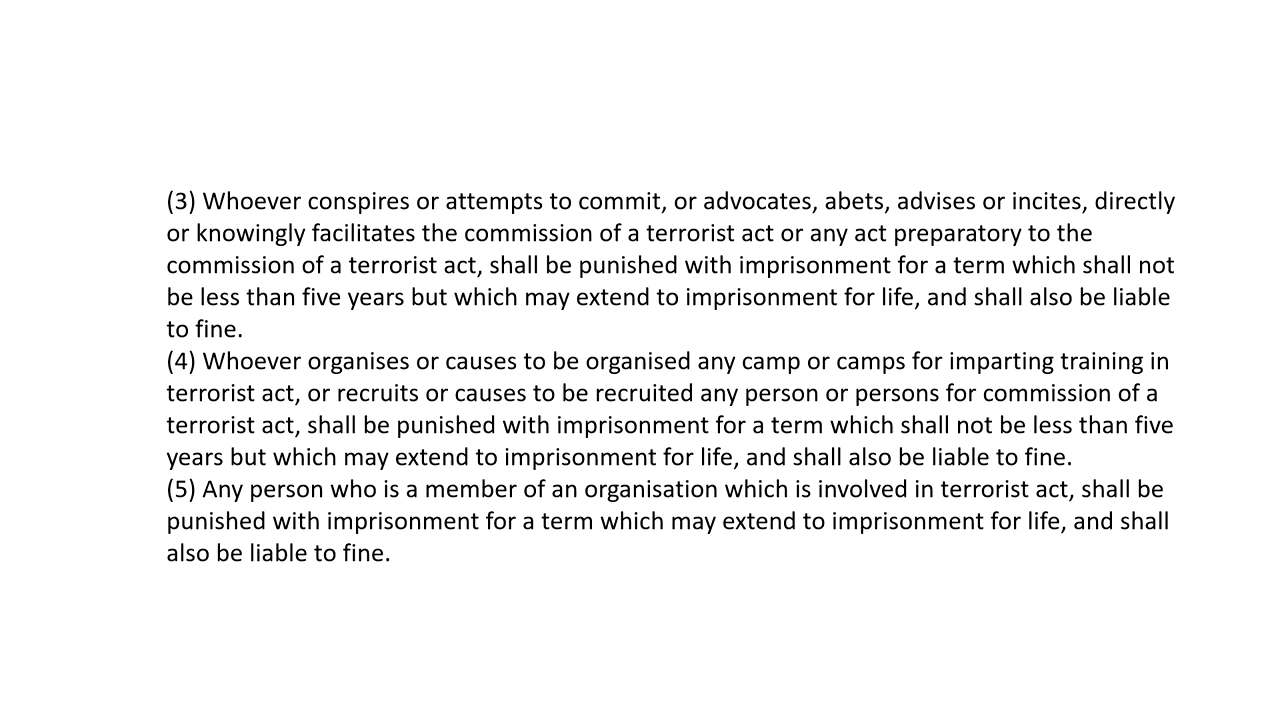 (3) Whoever conspires or attempts to commit, or advocates, abets, advises or incites, directly
or knowingly facilitates the commission of a terrorist act or any act preparatory to the
commission of a terrorist act, shall be punished with imprisonment for a term which shall not
be less than five years but which may extend to imprisonment for life, and shall also be liable
to fine.
(4) Whoever organises or causes to be organised any camp or camps for imparting training in
terrorist act, or recruits or causes to be recruited any person or persons for commission of a
terrorist act, shall be punished with imprisonment for a term which shall not be less than five
years but which may extend to imprisonment for life, and shall also be liable to fine.
(5) Any person who is a member of an organisation which is involved in terrorist act, shall be
punished with imprisonment for a term which may extend to imprisonment for life, and shall
also be liable to fine.